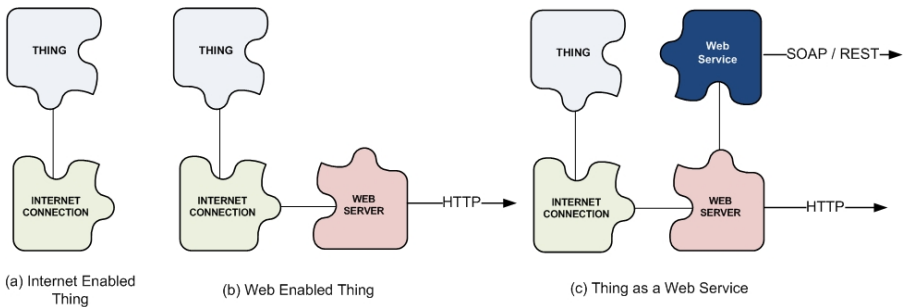 THING
INTERNET
CONNECTION
(a) Internet Enabled
Thing
THING
INTERNET
CONNECTION
WEB
SERVER
HTTP
(b) Web Enabled Thing
THING
Web
Service
SOAP / REST
INTERNET
CONNECTION
WEB
SERVER
HTTP
(c) Thing as a Web Service